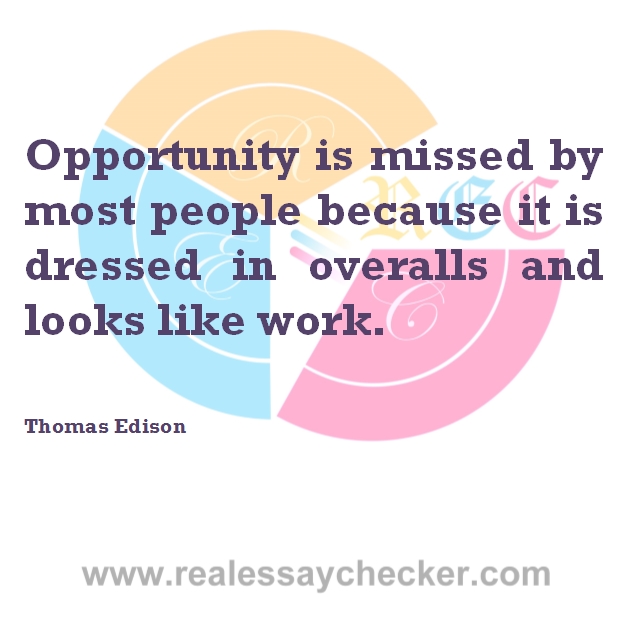 Opportunity is missed by
most people because it is
dressed in overalls and
looks like work.
R
REC
E
C
Thomas Edison
www.realessaychecker.com